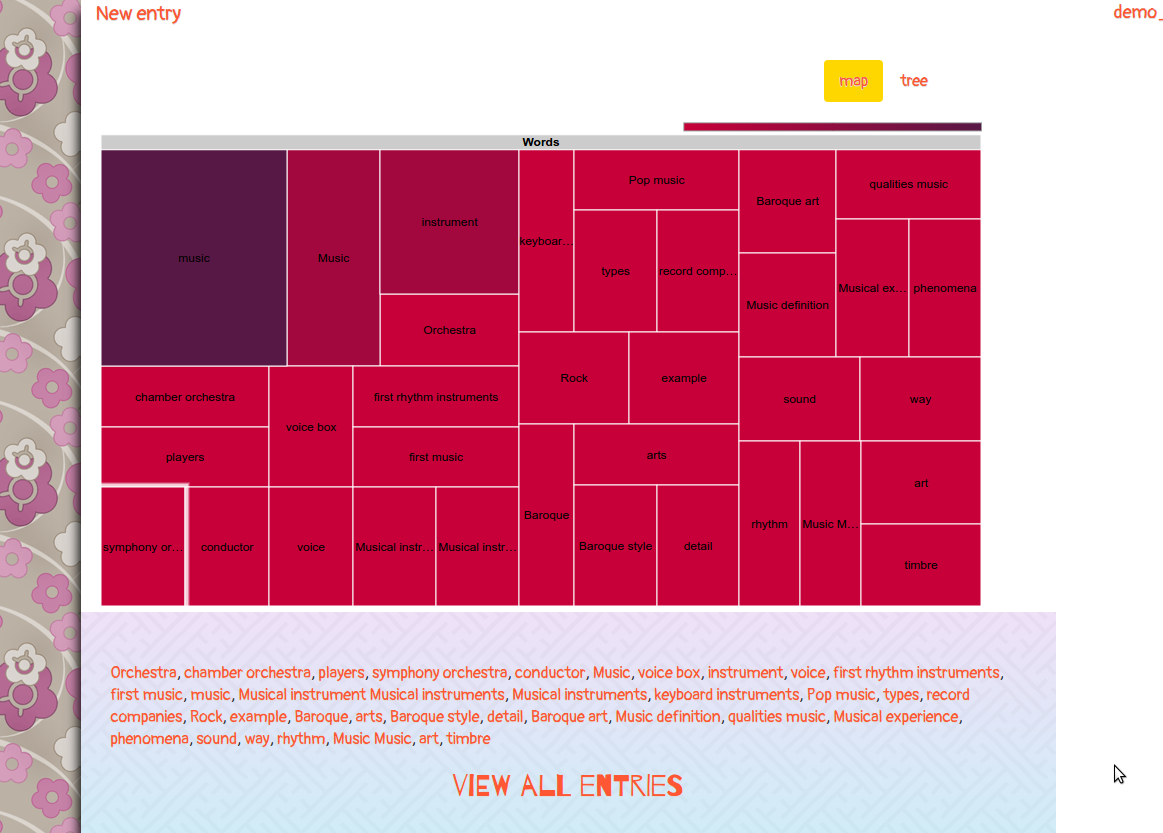 New entry
demo_
map
tree
Words
music
Music
instrument
Orchestra
keyboar...
Pop music
types
record comp...
Baroque art
qualities music
Music definition
Musical ex...
phenomena
Rock
example
sound
way
chamber orchestra
voice box
first rhythm instruments
players
first music
symphony or...
conductor
voice
Musical instr...
Musical instr...
Baroque
arts
Baroque style
detail
rhythm
Music M...
art
timbre
Orchestra, chamber orchestra, players, symphony orchestra, conductor, Music, voice box, instrument, voice, first rhythm instruments,
first music, music, Musical instrument Musical instruments, Musical instruments, keyboard instruments, Pop music, types, record
companies, Rock, example, Baroque, arts, Baroque style, detail, Baroque art, Music definition, qualities music, Musical experience,
phenomena, sound, way, rhythm, Music Music, art, timbre
VIEW ALL ENTRIES